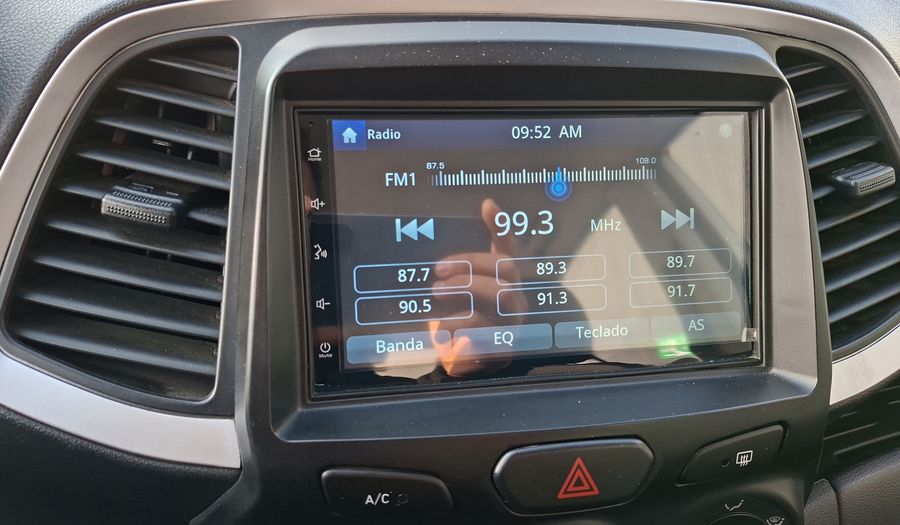 Radio 09:52 AM
Home
87.5 108.0
FM1
99.3 MHz
87.7 89.3 89.7
90.5 91.3 91.7
Banda EQ Teclado AS
Mute
A/C